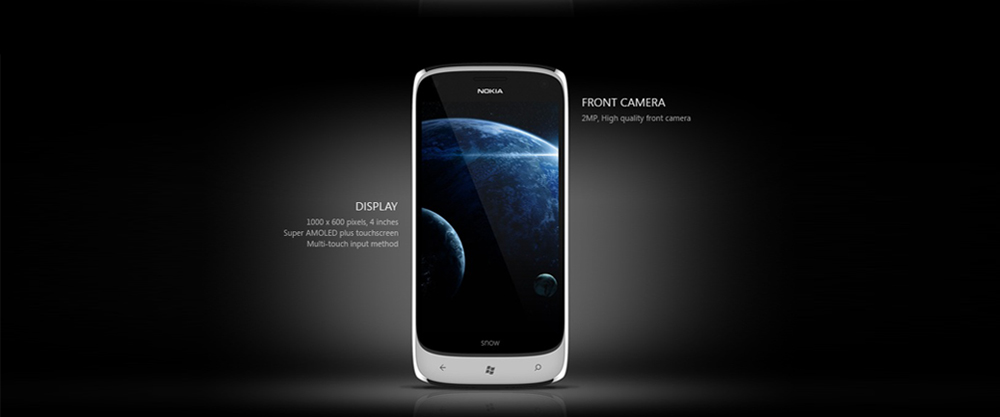 NOKIA
FRONT CAMERA
2MP, High quality front camera
DISPLAY
1000 x 600 pixels, 4 inches
Super AMOLED plus touchscreen
Multi-touch input method
snow